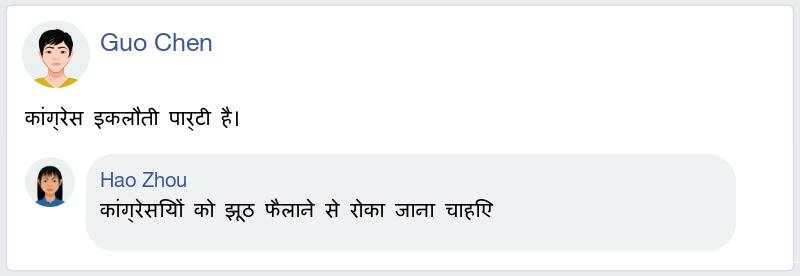 Guo Chen
कांग्रेस इकलौती पार्टी है।
Hao Zhou
कांग्रेसियों को झूठ फैलाने से रोका जाना चाहिए